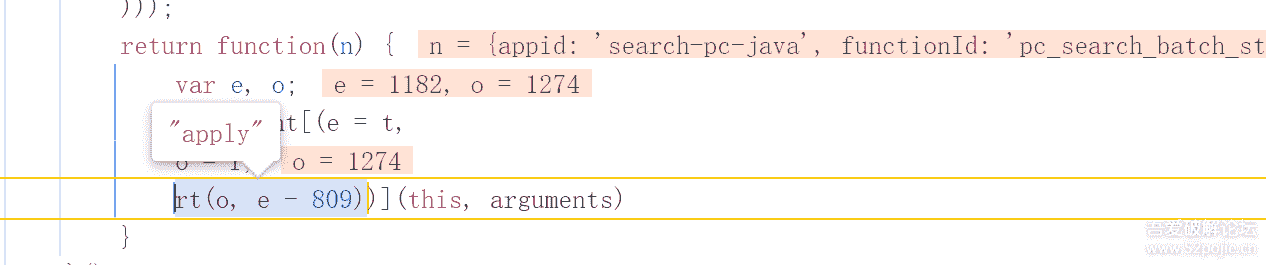 )));
return function(n) { n = {appid: 'search-pc-java', functionId: 'pc_search_batch_st
var e, o; e = 1182, o = 1274
"apply"
nt[(e = t,
o = 1274
rt(o, e - 809))](this, arguments)
}
吾爱破解论坛
www.52pojie.cn